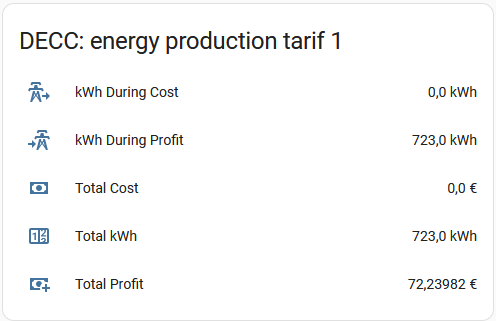 DECC: energy production tarif 1
kWh During Cost 0,0 kWh
kWh During Profit 723,0 kWh
Total Cost 0,0 €
Total kWh 723,0 kWh
Total Profit 72,23982 €